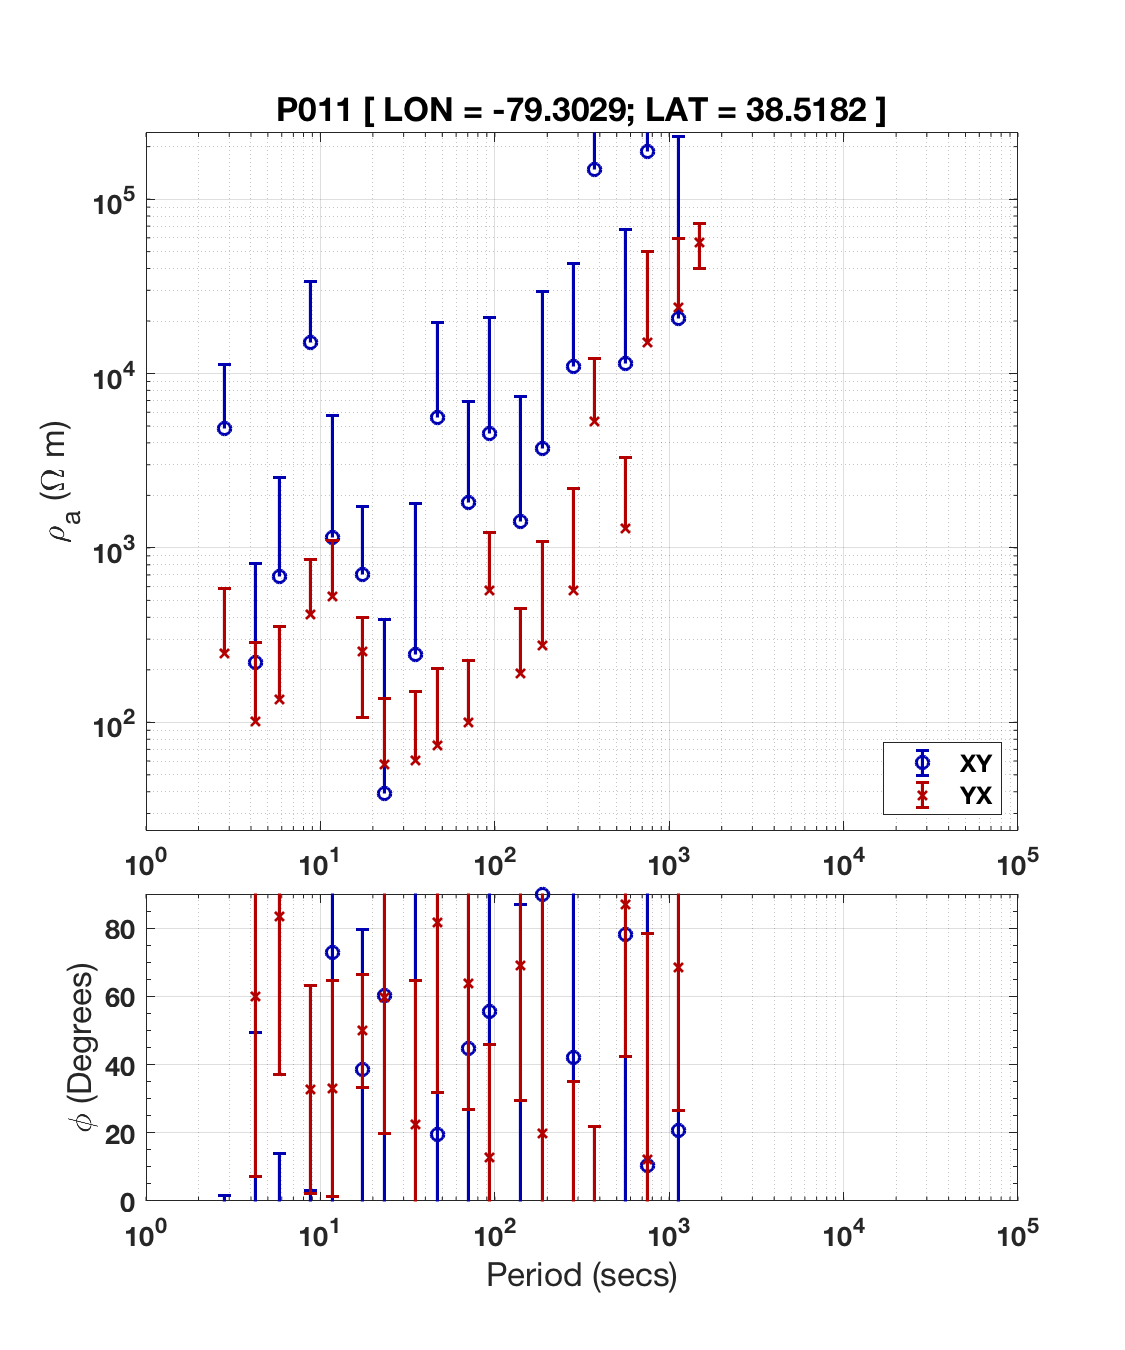 P011 [ LON = -79.3029; LAT = 38.5182 ]
10^5
10^4
10^3
10^2
ρ_a (Ω m)
XY
YX
10^0 10^1 10^2 10^3 10^4 10^5
80
60
40
20
0
ϕ (Degrees)
10^0 10^1 10^2 10^3 10^4 10^5
Period (secs)